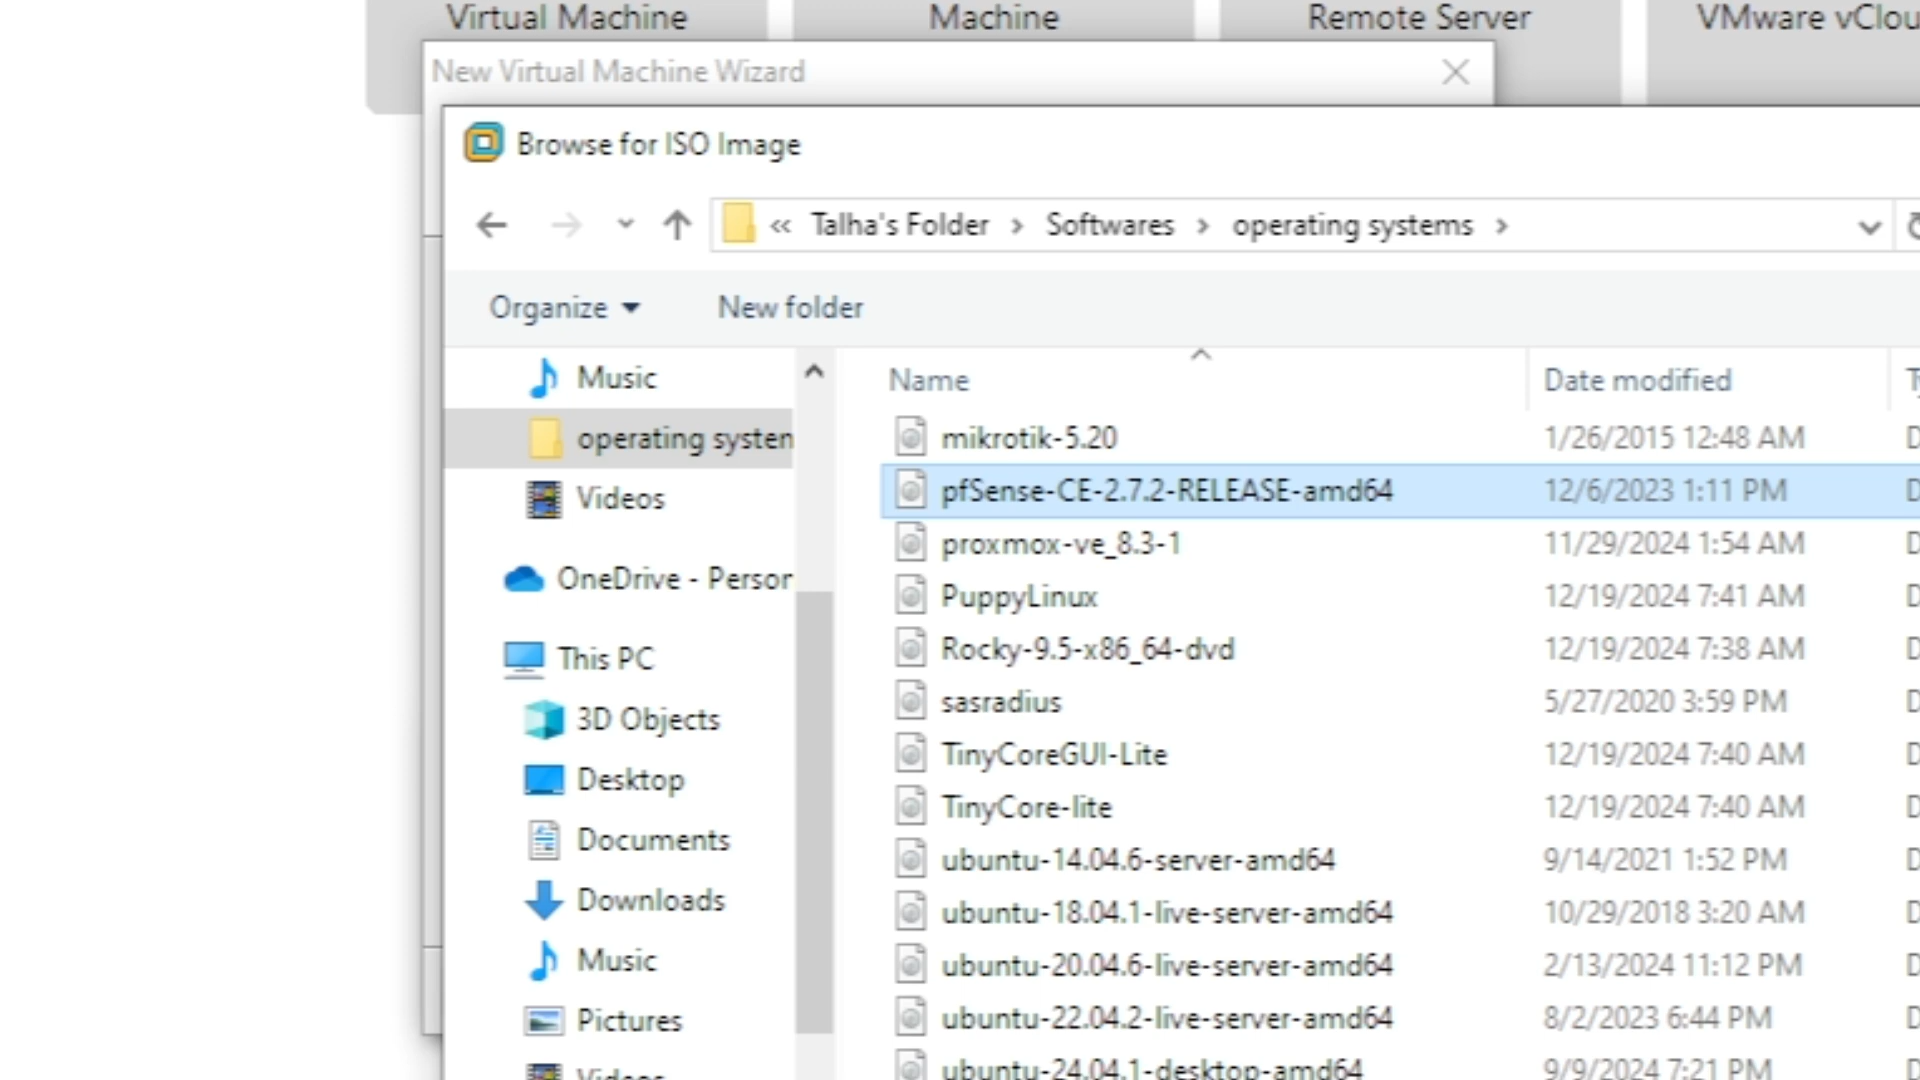 Virtual Machine
Machine
Remote Server
VMware vClou
New Virtual Machine Wizard
Browse for ISO Image
« Talha's Folder > Softwares > operating systems >
Organize
New folder
Music
operating system
Videos
OneDrive - Person
This PC
3D Objects
Desktop
Documents
Downloads
Music
Pictures
Videos
Name Date modified
mikrotik-5.20 1/26/2015 12:48 AM
pfSense-CE-2.7.2-RELEASE-amd64 12/6/2023 1:11 PM
proxmox-ve_8.3-1 11/29/2024 1:54 AM
PuppyLinux 12/19/2024 7:41 AM
Rocky-9.5-x86_64-dvd 12/19/2024 7:38 AM
sasradius 5/27/2020 3:59 PM
TinyCoreGUI-Lite 12/19/2024 7:40 AM
TinyCore-lite 12/19/2024 7:40 AM
ubuntu-14.04.6-server-amd64 9/14/2021 1:52 PM
ubuntu-18.04.1-live-server-amd64 10/29/2018 3:20 AM
ubuntu-20.04.6-live-server-amd64 2/13/2024 11:12 PM
ubuntu-22.04.2-live-server-amd64 8/2/2023 6:44 PM
ubuntu-24.04.1-desktop-amd64 9/9/2024 7:21 PM